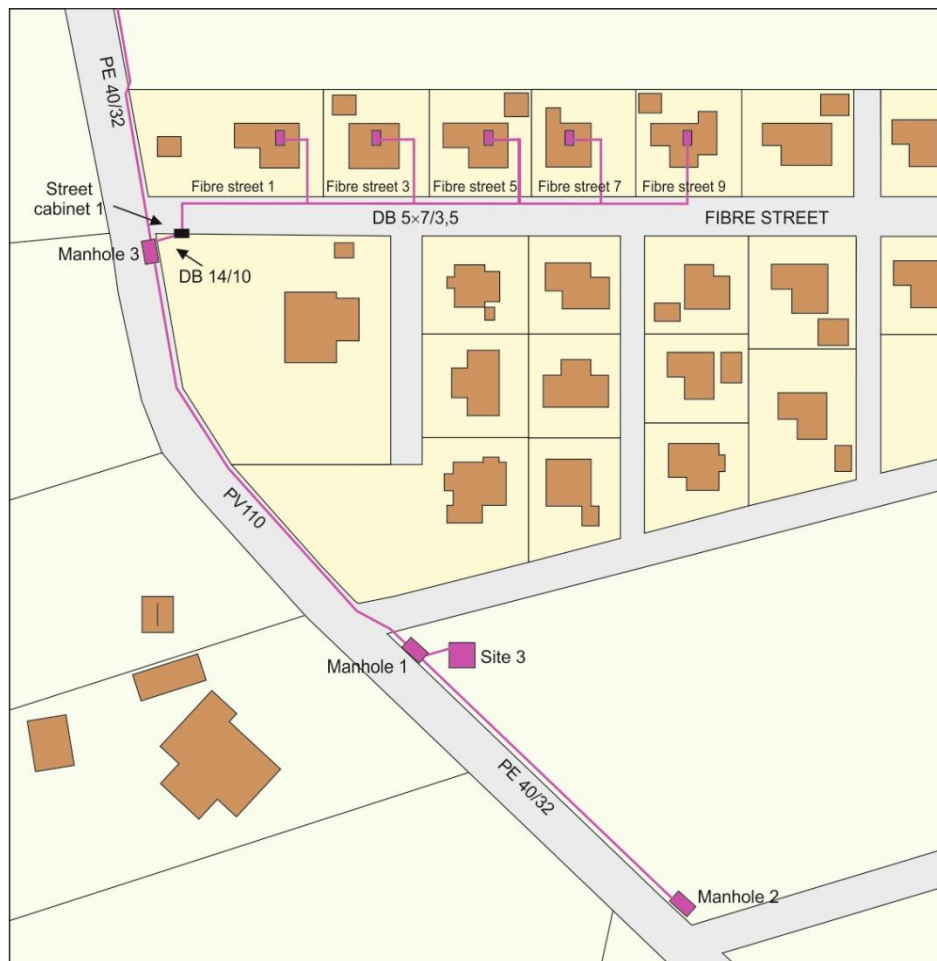 PE 40/32
Fibre street 1
Fibre street 3
Fibre street 5
Fibre street 7
Fibre street 9
Street
cabinet 1
DB 5×7/3,5
FIBRE STREET
Manhole 3
DB 14/10
PV110
Manhole 1
Site 3
PE 40/32
Manhole 2